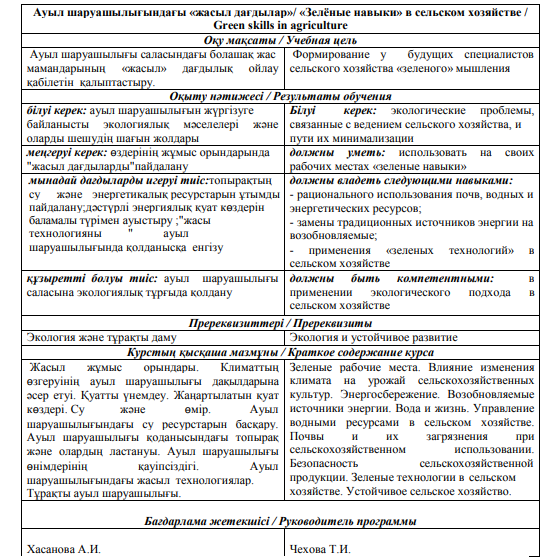 Ауыл шаруашылығындағы «жасыл дағдылар»/ «Зелёные навыки» в сельском хозяйстве /
Green skills in agriculture
Оқу мақсаты / Учебная цель
Ауыл шаруашылығы саласындағы болашақ жас
мамандарының «жасыл» дағдылық ойлау
қабілетін қалыптастыру.
Формирование у будущих специалистов
сельского хозяйства «зеленого» мышления
Оқыту нәтижесі / Результаты обучения
білуі керек: ауыл шаруашылығын жүргізуге
байланысты экологиялық мәселелері және
оларды шешудің шағын жолдары
Білуі керек: экологические проблемы,
связанные с ведением сельского хозяйства, и
пути их минимизации
меңгеруі керек: өздерінің жұмыс орындарында
"жасыл дағдыларды"пайдалану
должны уметь: использовать на своих
рабочих местах «зеленые навыки»
мынадай дағдыларды игеруі тиіс:топырақтың
су және энергетикалық ресурстарын ұтымды
пайдалану;дәстүрлі энергиялық қуат көздерін
баламалы түрімен ауыстыру ;"жасы
технологияны " ауыл
шаруашылығында қолданысқа енгізу
должны владеть следующими навыками:
- рационального использования почв, водных и
энергетических ресурсов;
- замены традиционных источников энергии на
возобновляемые;
- применения «зеленых технологий» в
сельском хозяйстве
құзыретті болуы тиіс: ауыл шаруашылығы
саласына экологиялық тұрғыда қолдану
должны быть компетентными: в
применении экологического подхода в
сельском хозяйстве
Пререквизиттері / Пререквизиты
Экология және тұрақты даму
Экология и устойчивое развитие
Курстың қысқаша мазмұны / Краткое содержание курса
Жасыл жұмыс орындары. Климаттың
өзгеруінің ауыл шаруашылығы дақылдарына
әсер етуі. Қуатты үнемдеу. Жаңартылатын қуат
көздері. Су және өмір. Ауыл
шаруашылығындағы су ресурстарын басқару.
Ауыл шаруашылығы қоданысындағы топырақ
және олардың ластануы. Ауыл шаруашылығы
өнімдерінің қауіпсіздігі. Ауыл
шаруашылығындағы жасыл технологиялар.
Тұрақты ауыл шаруашылығы.
Зеленые рабочие места. Влияние изменения
климата на урожай сельскохозяйственных
культур. Энергосбережение. Возобновляемые
источники энергии. Вода и жизнь. Управление
водными ресурсами в сельском хозяйстве.
Почвы и их загрязнения при
сельскохозяйственном использовании.
Безопасность сельскохозяйственной
продукции. Зеленые технологии в сельском
хозяйстве. Устойчивое сельское хозяйство.
Бағдарлама жетекшісі / Руководитель программы
Хасанова А.И.
Чехова Т.И.